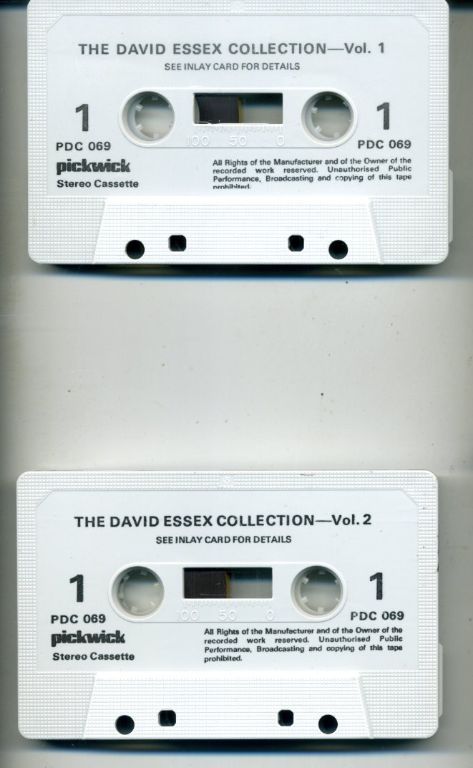 THE DAVID ESSEX COLLECTION—Vol. 1
SEE INLAY CARD FOR DETAILS
1 1
PDC 069 PDC 069
100 50 0
pickwick
Stereo Cassette
All Rights of the Manufacturer and of the Owner of the
recorded work reserved. Unauthorised Public
Performance, Broadcasting and copying of this tape
prohibited.
THE DAVID ESSEX COLLECTION—Vol. 2
SEE INLAY CARD FOR DETAILS
1 1
PDC 069 PDC 069
100 50 0
pickwick
Stereo Cassette
All Rights of the Manufacturer and of the Owner of the
recorded work reserved. Unauthorised Public
Performance, Broadcasting and copying of this tape
prohibited.